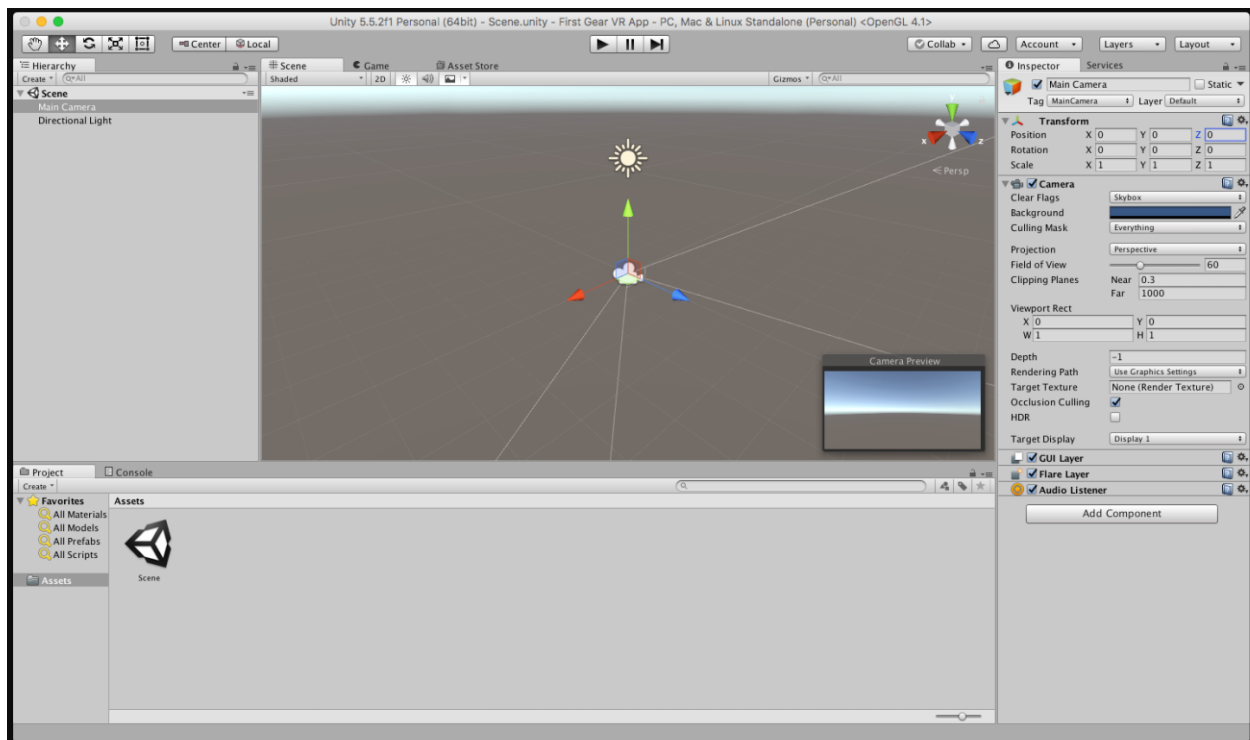 Unity 5.5.2f1 Personal (64bit) - Scene.unity - First Gear VR App - PC, Mac & Linux Standalone (Personal) <OpenGL 4.1>
Center Local Collab Account Layers Layout
Hierarchy
Create All
Scene
Main Camera
Directional Light
Scene Game Asset Store
Shaded 2D Gizmos All
x z
Persp
Camera Preview
Inspector Services
Main Camera Static
Tag MainCamera Layer Default
Transform
Position X 0 Y 0 Z 0
Rotation X 0 Y 0 Z 0
Scale X 1 Y 1 Z 1
Camera
Clear Flags Skybox
Background
Culling Mask Everything
Projection Perspective
Field of View 60
Clipping Planes Near 0.3
Far 1000
Viewport Rect
X 0 Y 0
W 1 H 1
Depth -1
Rendering Path Use Graphics Settings
Target Texture None (Render Texture)
Occlusion Culling
HDR
Target Display Display 1
GUI Layer
Flare Layer
Audio Listener
Add Component
Project Console
Create
Favorites
All Materials
All Models
All Prefabs
All Scripts
Assets
Assets
Scene